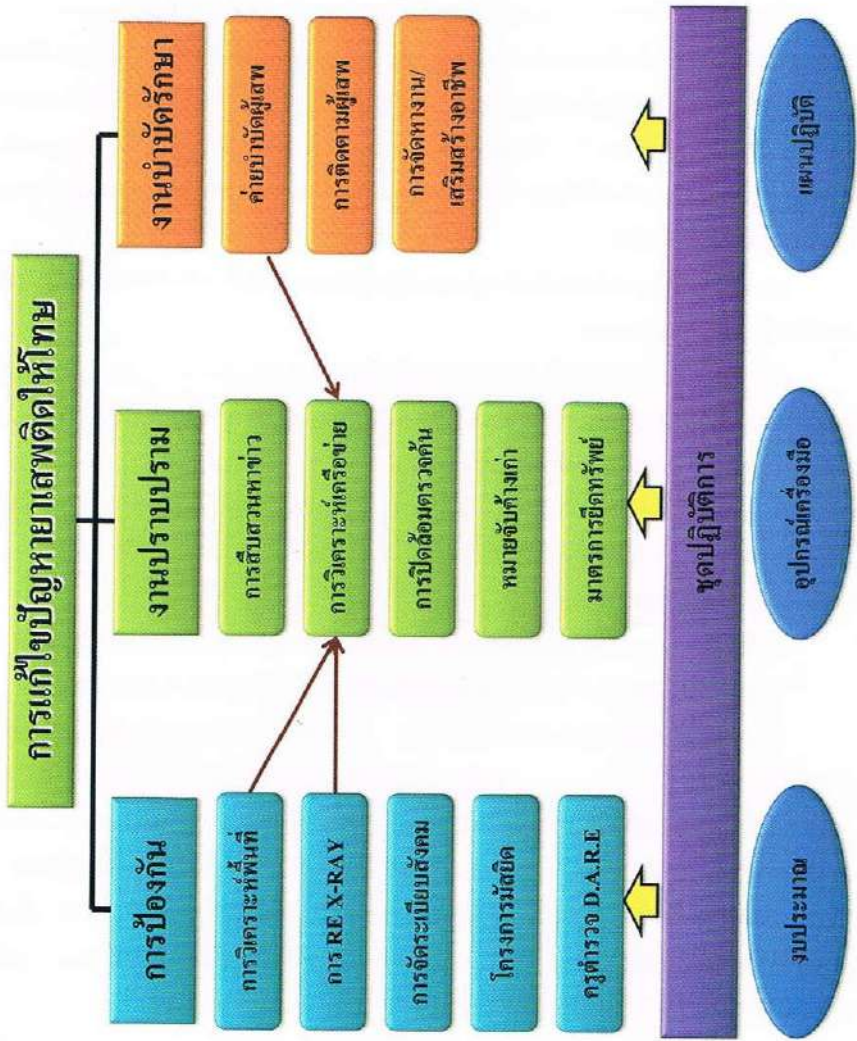 การแก้ไขปัญหายาเสพติดให้โทษ
การป้องกัน
การวิเคราะห์พื้นที่
การ RE X-RAY
การจัดระเบียบสังคม
โครงการมัสยิด
ครูตำรวจ D.A.R.E
งานปราบปราม
การสืบสวนหาข่าว
การวิเคราะห์เครือข่าย
การปิดล้อมตรวจค้น
หมายจับค้างเก่า
มาตรการยึดทรัพย์
งานบำบัดรักษา
ค่ายบำบัดผู้เสพ
การติดตามผู้เสพ
การจัดหางาน/
เสริมสร้างอาชีพ
ชุดปฏิบัติการ
งบประมาณ
อุปกรณ์เครื่องมือ
แผนปฏิบัติ